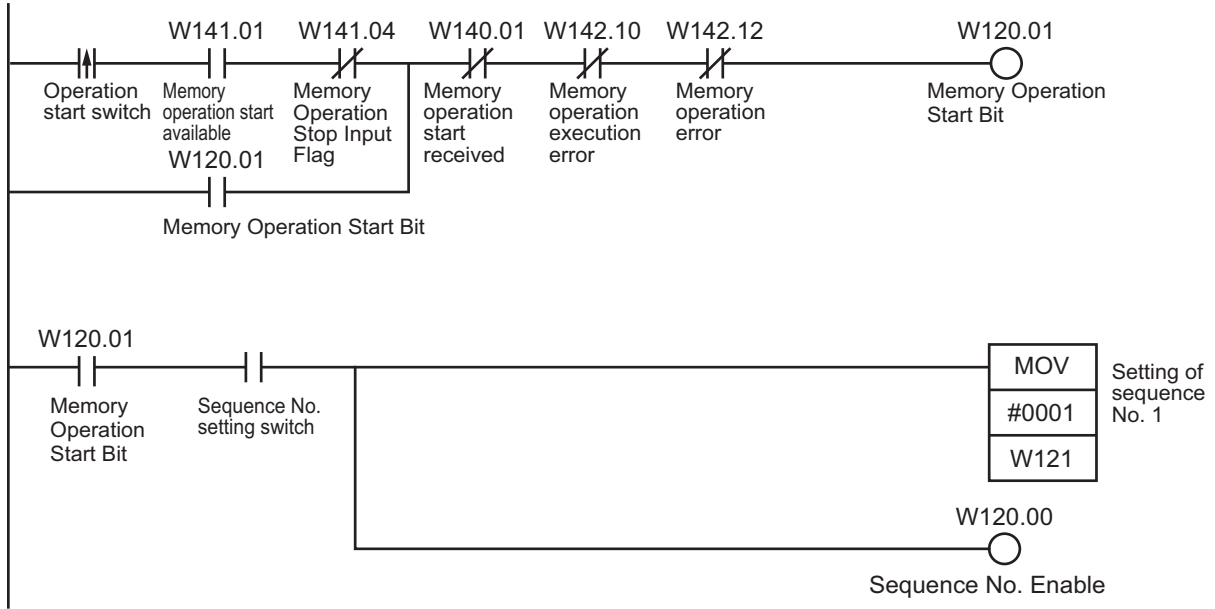 W141.01 W141.04 W140.01 W142.10 W142.12 W120.01
Operation
start switch
Memory
operation start
available
Memory
Operation
Stop Input
Flag
Memory
operation
start
received
Memory
operation
execution
error
Memory
operation
error
Memory Operation
Start Bit
W120.01
Memory Operation Start Bit
W120.01
Memory
Operation
Start Bit
Sequence No.
setting switch
MOV
#0001
W121
Setting of
sequence
No. 1
W120.00
Sequence No. Enable